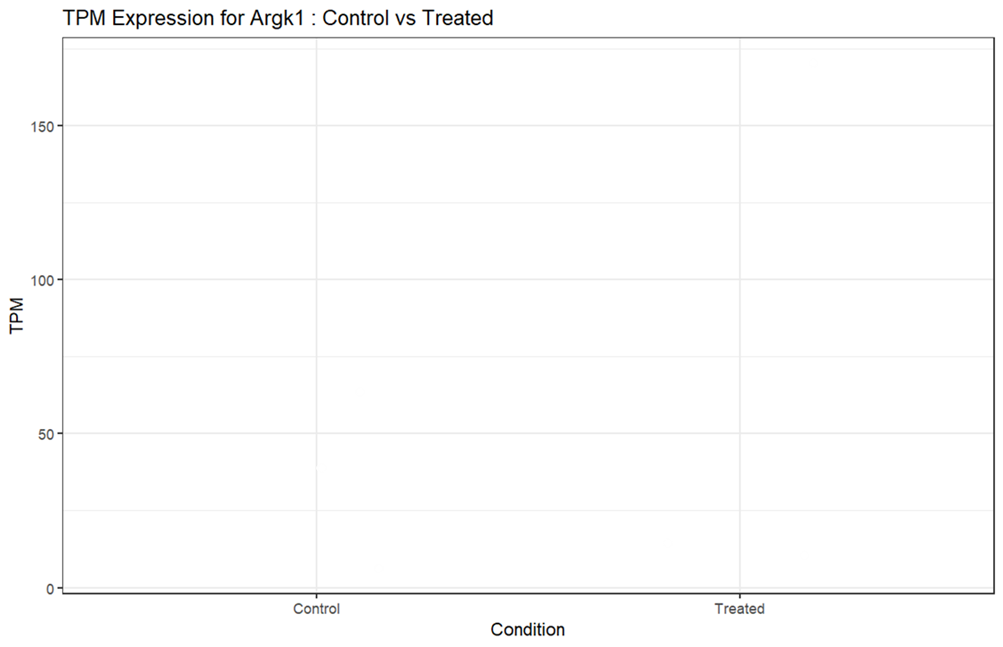 TPM Expression for Argk1 : Control vs Treated
150
100
TPM
50
0
Control Treated
Condition